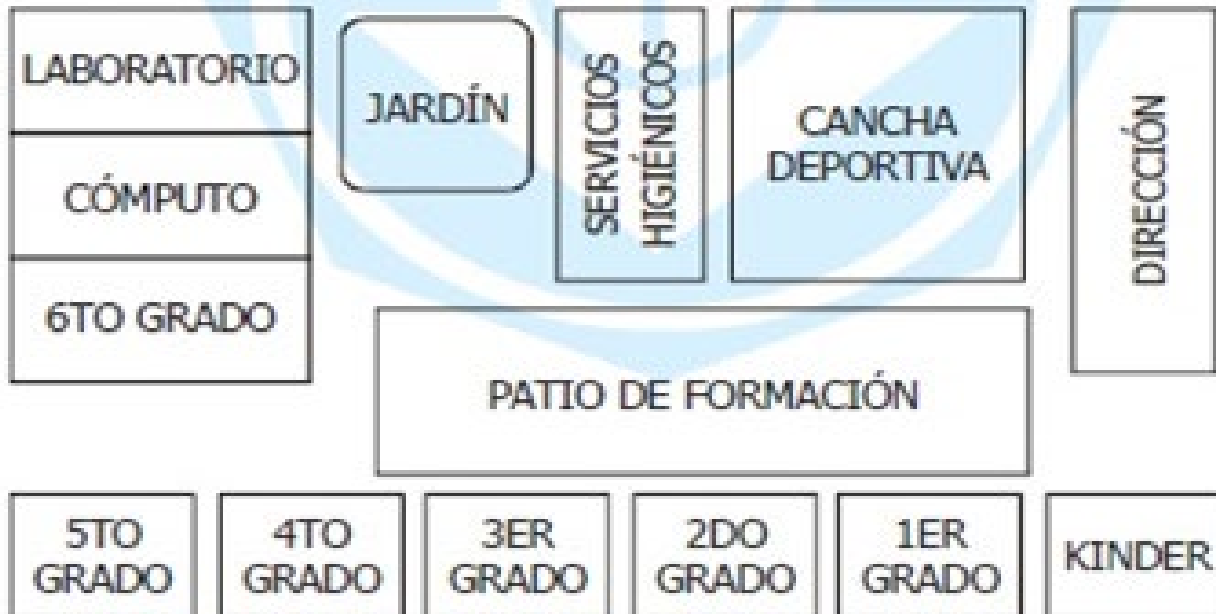 LABORATORIO
JARDÍN
SERVICIOS
HIGIÉNICOS
CANCHA
DEPORTIVA
DIRECCIÓN
CÓMPUTO
6TO GRADO
PATIO DE FORMACIÓN
5TO
GRADO
4TO
GRADO
3ER
GRADO
2DO
GRADO
1ER
GRADO
KINDER